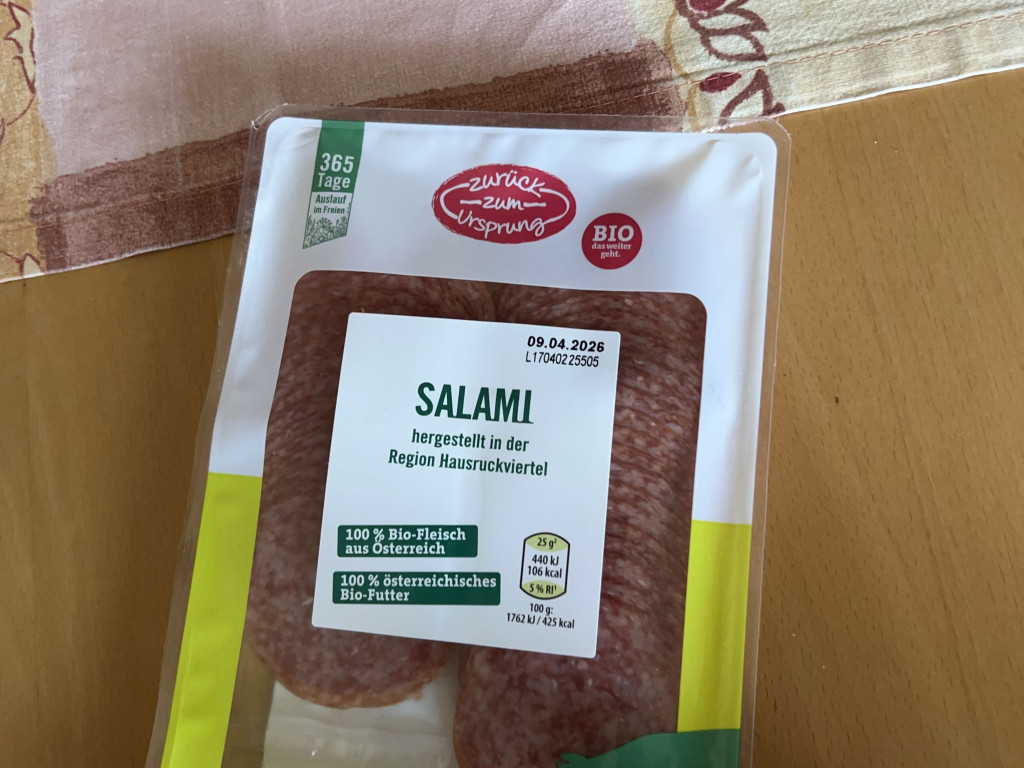 365
Tage
Auslauf
im Freien
zurück
zum
Ursprung
BIO
das weiter
geht.
09.04.2026
L17040225505
SALAMI
hergestellt in der
Region Hausruckviertel
100 % Bio-Fleisch
aus Österreich
100 % österreichisches
Bio-Futter
25 g²
440 kJ
106 kcal
5 % RI¹
100 g:
1762 kJ / 425 kcal